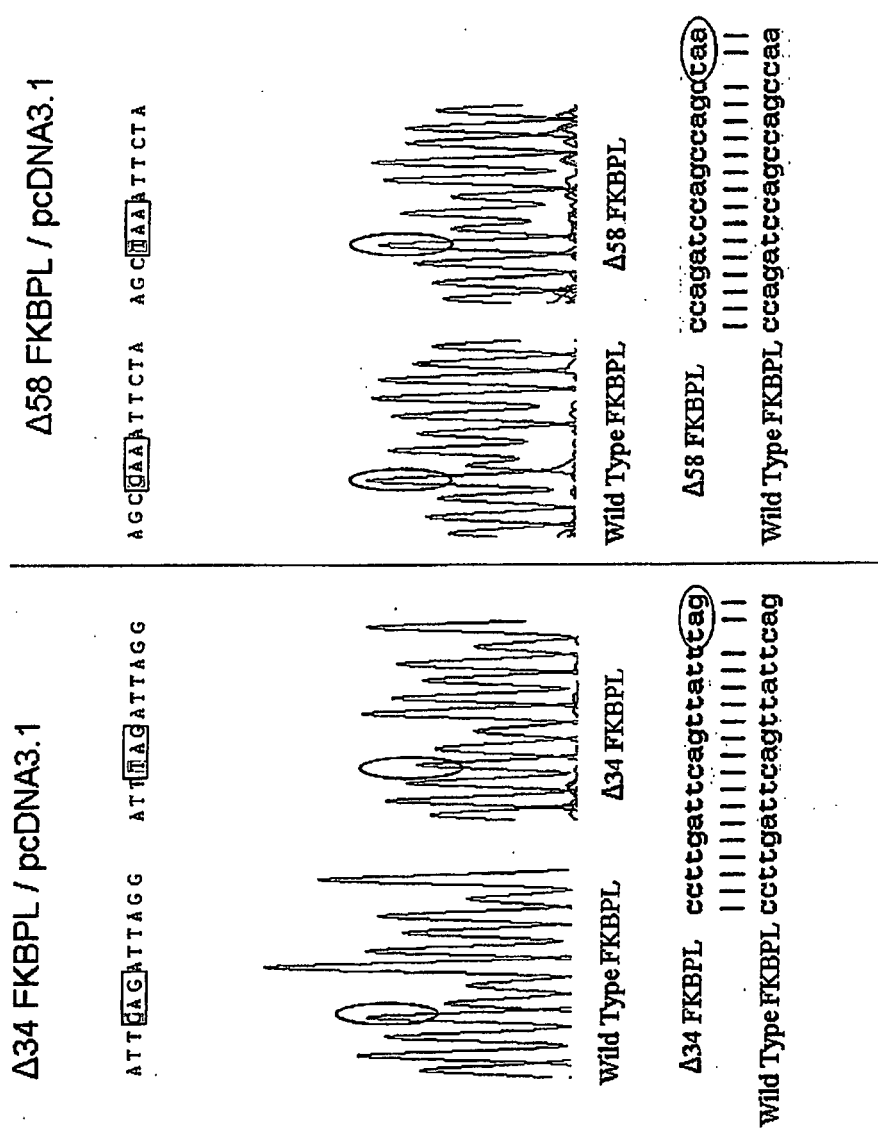 Δ34 FKBPL / pcDNA3.1
ATTCAGATTAGG ATTTAGATTAGG
Wild Type FKBPL Δ34 FKBPL
Δ34 FKBPL ccttgattcagttatttag
Wild Type FKBPL ccttgattcagttattcag
Δ58 FKBPL / pcDNA3.1
AGCCAAATTCTA AGCTAAATTCTA
Wild Type FKBPL Δ58 FKBPL
Δ58 FKBPL ccagatccagccagctaa
Wild Type FKBPL ccagatccagccagccaa